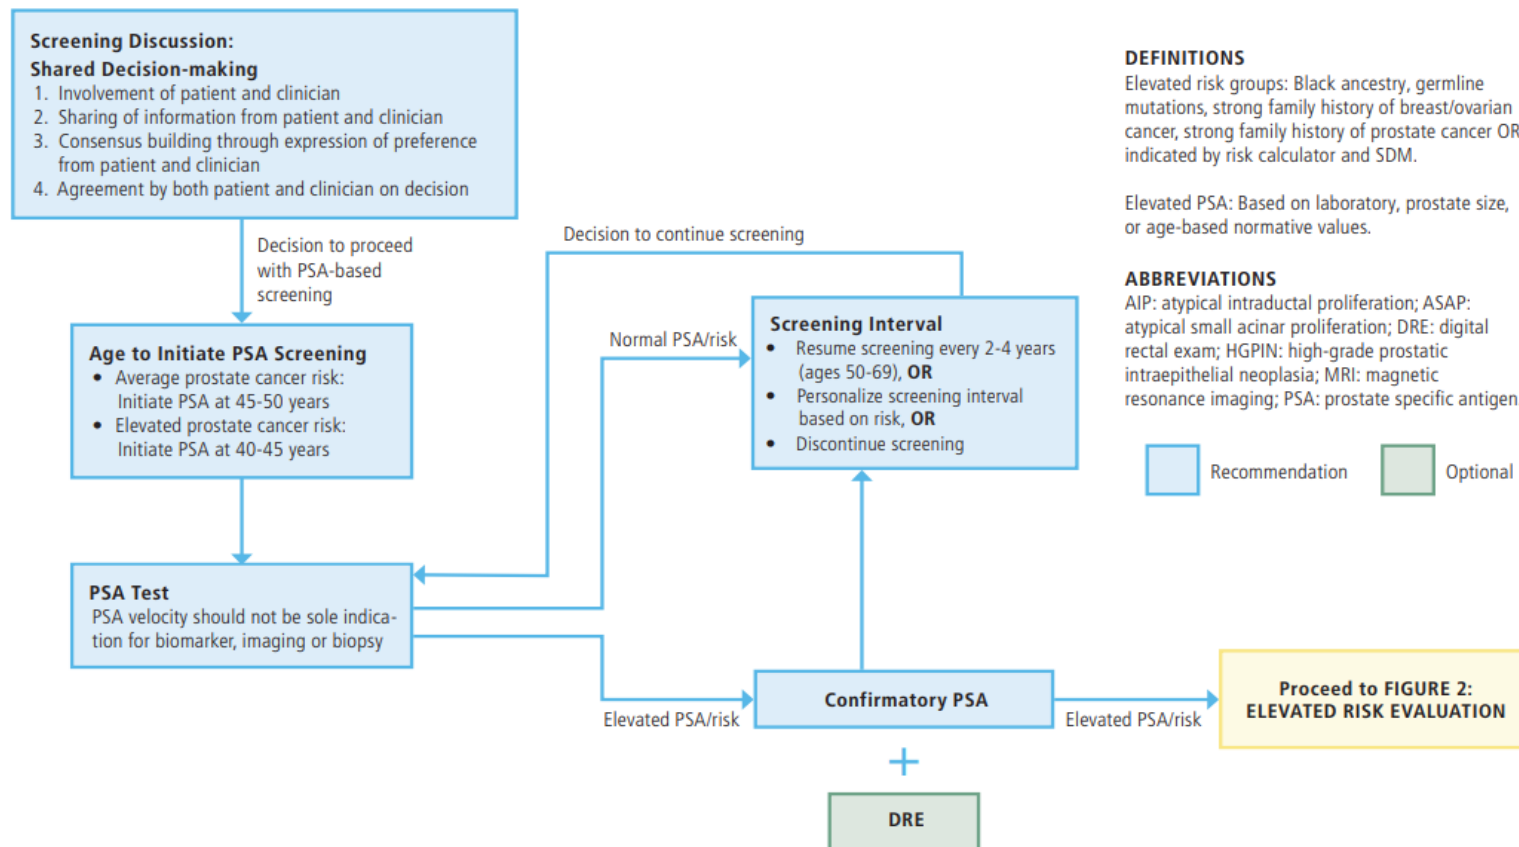 Screening Discussion:
Shared Decision-making
1. Involvement of patient and clinician
2. Sharing of information from patient and clinician
3. Consensus building through expression of preference
from patient and clinician
4. Agreement by both patient and clinician on decision
Decision to proceed
with PSA-based
screening
Age to Initiate PSA Screening
• Average prostate cancer risk:
Initiate PSA at 45-50 years
• Elevated prostate cancer risk:
Initiate PSA at 40-45 years
PSA Test
PSA velocity should not be sole indica-
tion for biomarker, imaging or biopsy
Decision to continue screening
Normal PSA/risk
Screening Interval
• Resume screening every 2-4 years
(ages 50-69), OR
• Personalize screening interval
based on risk, OR
• Discontinue screening
Elevated PSA/risk
Confirmatory PSA
+
DRE
Elevated PSA/risk
Proceed to FIGURE 2:
ELEVATED RISK EVALUATION
DEFINITIONS
Elevated risk groups: Black ancestry, germline
mutations, strong family history of breast/ovarian
cancer, strong family history of prostate cancer OR
indicated by risk calculator and SDM.
Elevated PSA: Based on laboratory, prostate size,
or age-based normative values.
ABBREVIATIONS
AIP: atypical intraductal proliferation; ASAP:
atypical small acinar proliferation; DRE: digital
rectal exam; HGPIN: high-grade prostatic
intraepithelial neoplasia; MRI: magnetic
resonance imaging; PSA: prostate specific antigen
Recommendation
Optional